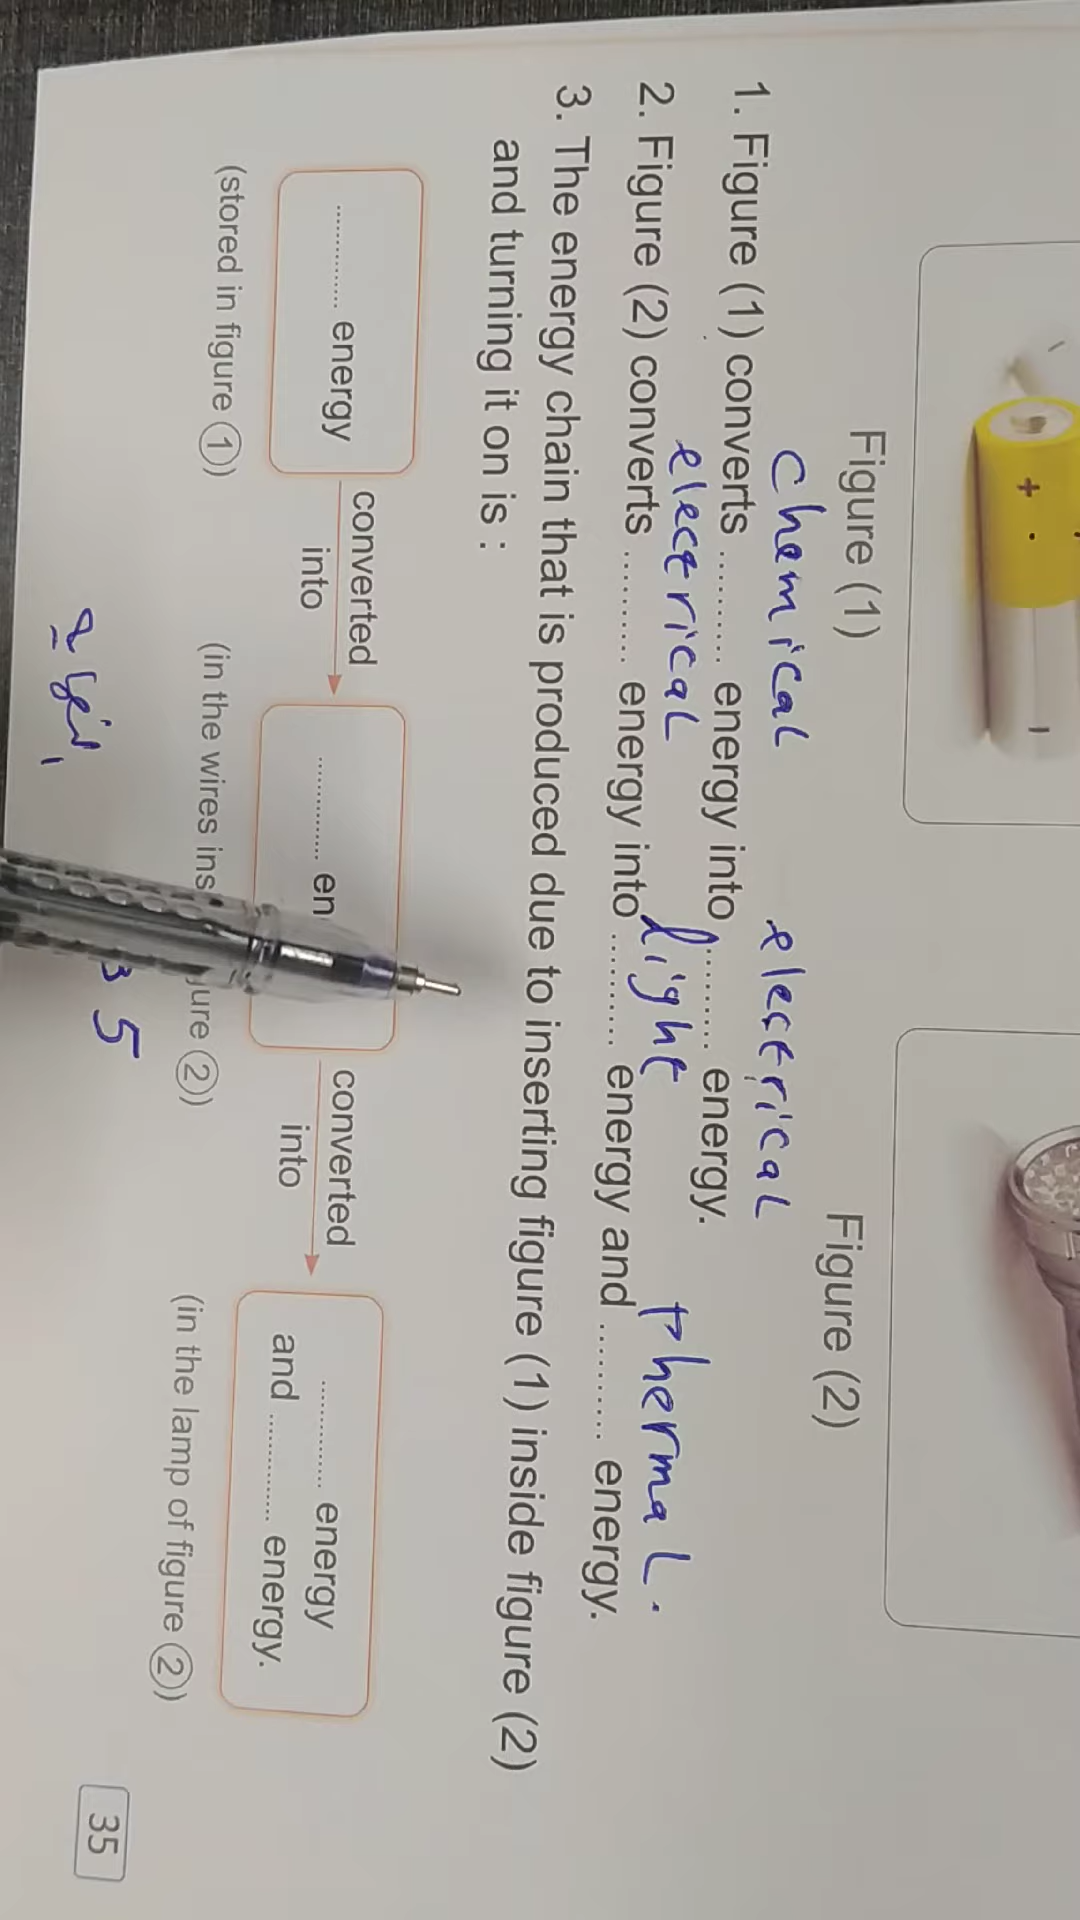 +
-
Figure (1)
Figure (2)
chemical electrical
1. Figure (1) converts .......... energy into .......... energy.
electrical light thermal.
2. Figure (2) converts .......... energy into .......... energy and .......... energy.
3. The energy chain that is produced due to inserting figure (1) inside figure (2)
and turning it on is :
............ energy
converted
into
............ en
converted
into
............ energy
and ............ energy.
(stored in figure ①)
(in the wires ins
ure ②)
(in the lamp of figure ②)
5
35